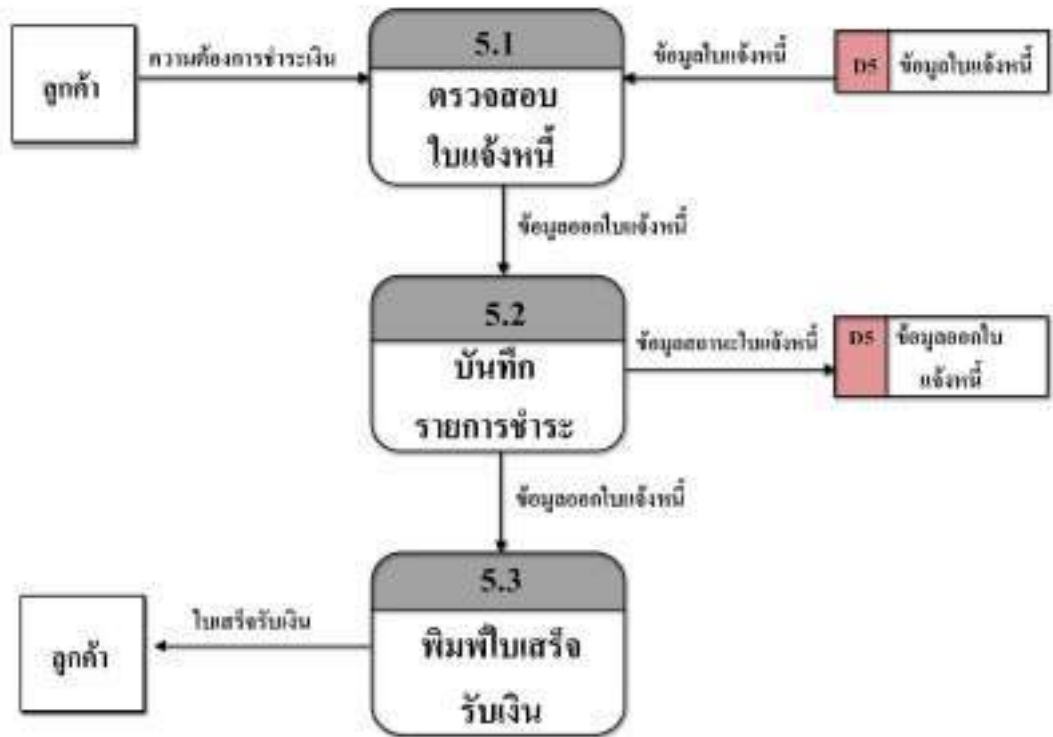 5.1
ความต้องการชำระเงิน
ข้อมูลใบแจ้งหนี้
D5 ข้อมูลใบแจ้งหนี้
ลูกค้า
ตรวจสอบ
ใบแจ้งหนี้
ข้อมูลออกใบแจ้งหนี้
5.2
ข้อมูลสถานะใบแจ้งหนี้
D5 ข้อมูลออกใบ
แจ้งหนี้
บันทึก
รายการชำระ
ข้อมูลออกใบแจ้งหนี้
5.3
ใบเสร็จรับเงิน
ลูกค้า
พิมพ์ใบเสร็จ
รับเงิน